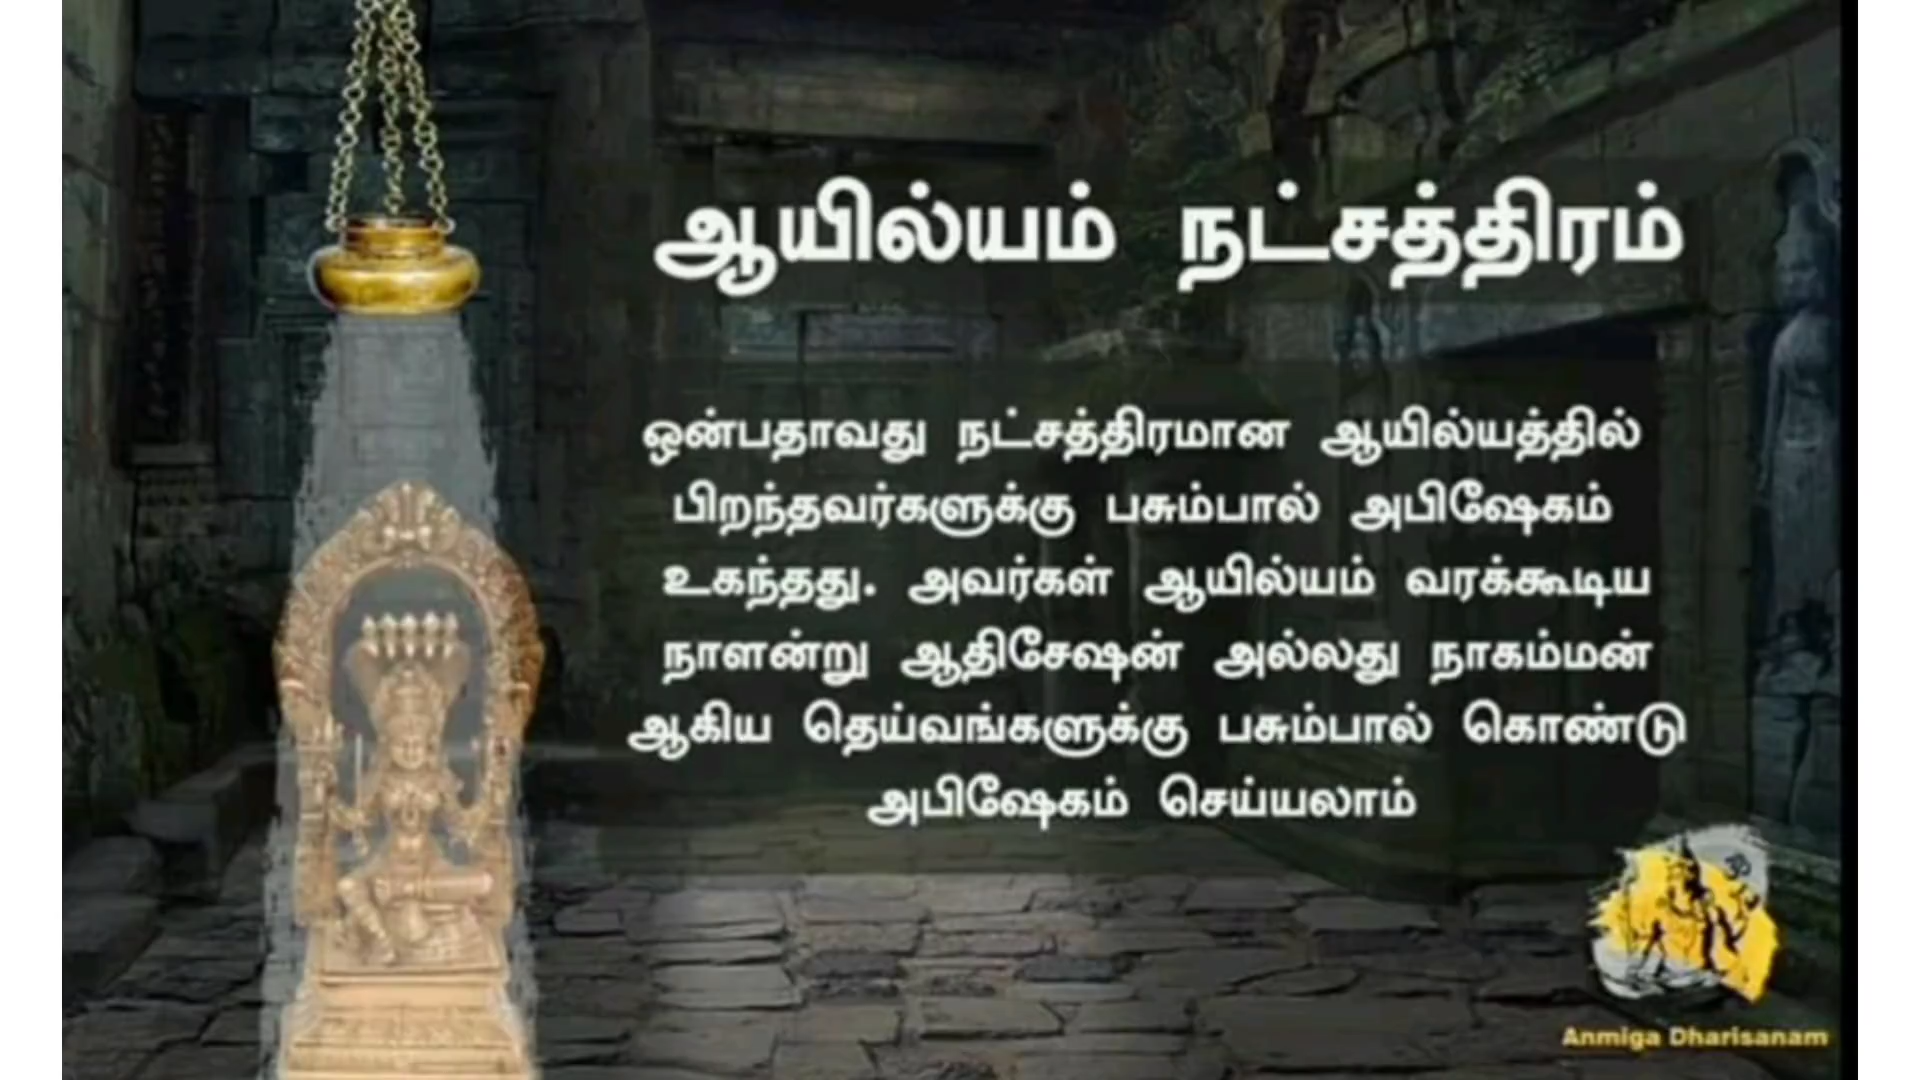 ஆயில்யம் நட்சத்திரம்
ஒன்பதாவது நட்சத்திரமான ஆயில்யத்தில்
பிறந்தவர்களுக்கு பசும்பால் அபிஷேகம்
உகந்தது. அவர்கள் ஆயில்யம் வரக்கூடிய
நாளன்று ஆதிசேஷன் அல்லது நாகம்மன்
ஆகிய தெய்வங்களுக்கு பசும்பால் கொண்டு
அபிஷேகம் செய்யலாம்
Anmiga Dharisanam